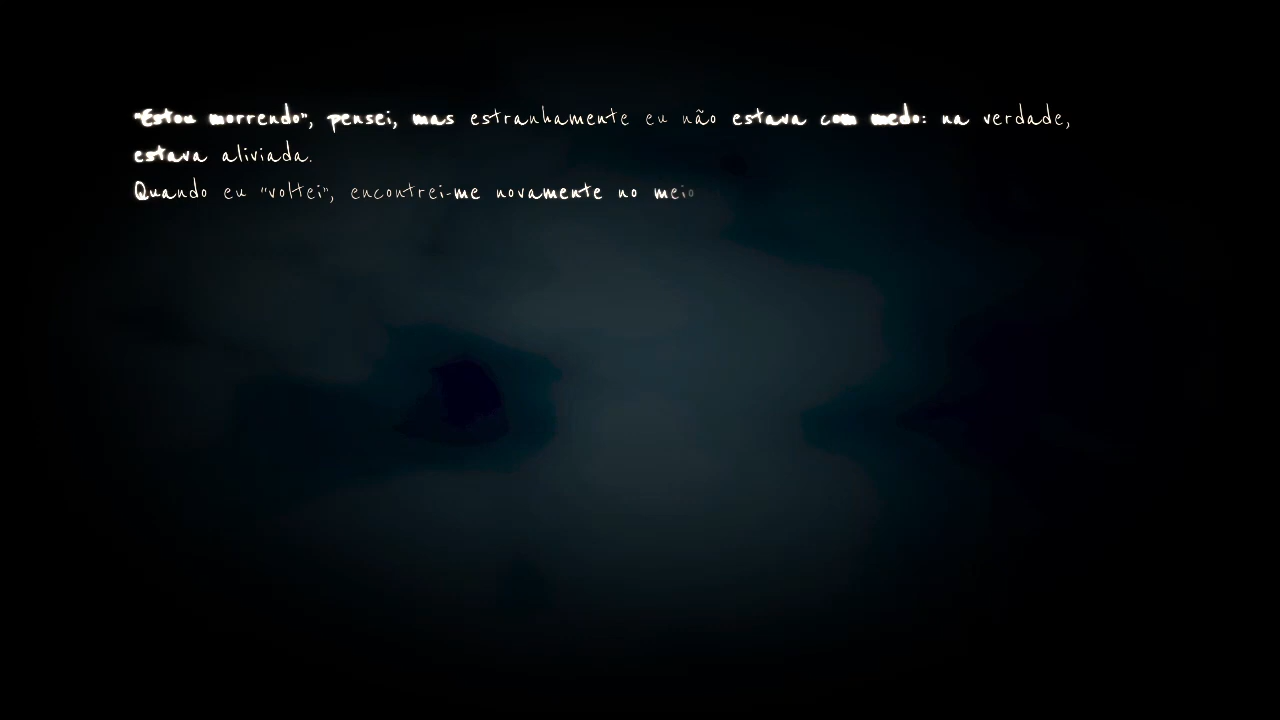 "Estou morrendo", pensei, mas estranhamente eu não estava com medo: na verdade,
estava aliviada.
Quando eu "voltei", encontrei-me novamente no meio